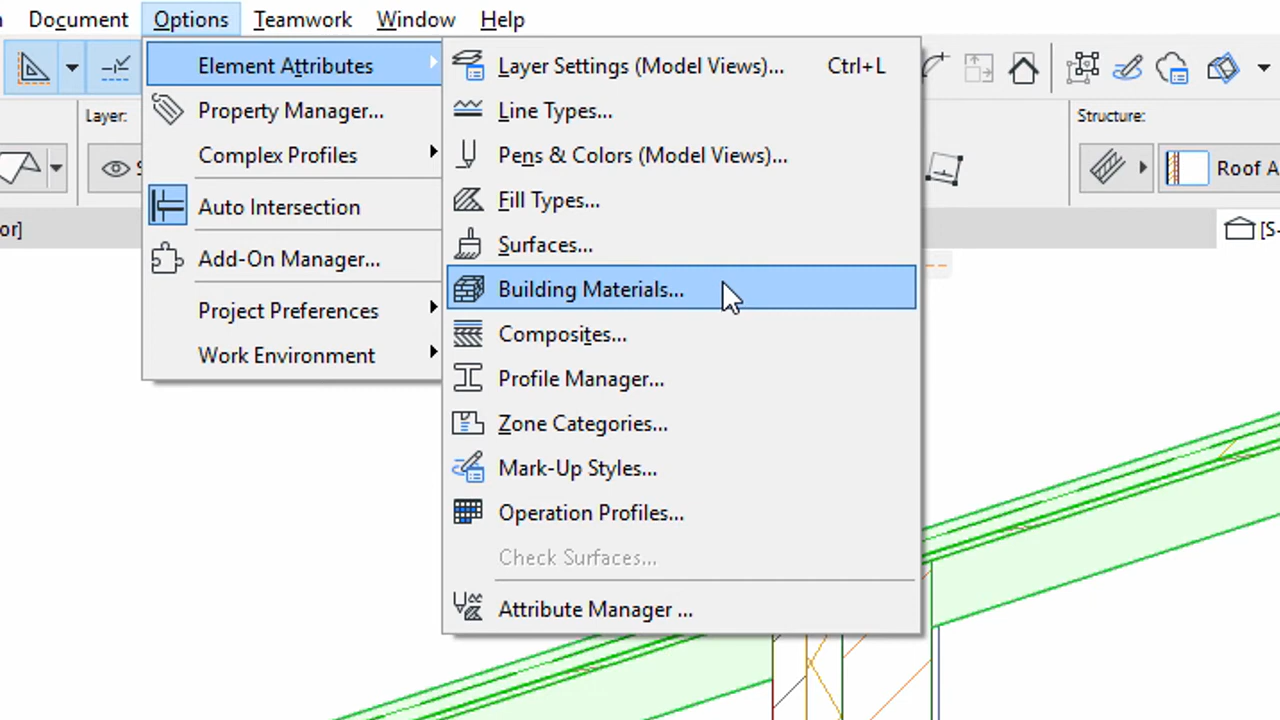 Document Options Teamwork Window Help
Layer:
Structure:
Roof A
or]
[S-
Element Attributes
Property Manager...
Complex Profiles
Auto Intersection
Add-On Manager...
Project Preferences
Work Environment
Layer Settings (Model Views)... Ctrl+L
Line Types...
Pens & Colors (Model Views)...
Fill Types...
Surfaces...
Building Materials...
Composites...
Profile Manager...
Zone Categories...
Mark-Up Styles...
Operation Profiles...
Check Surfaces...
Attribute Manager ...